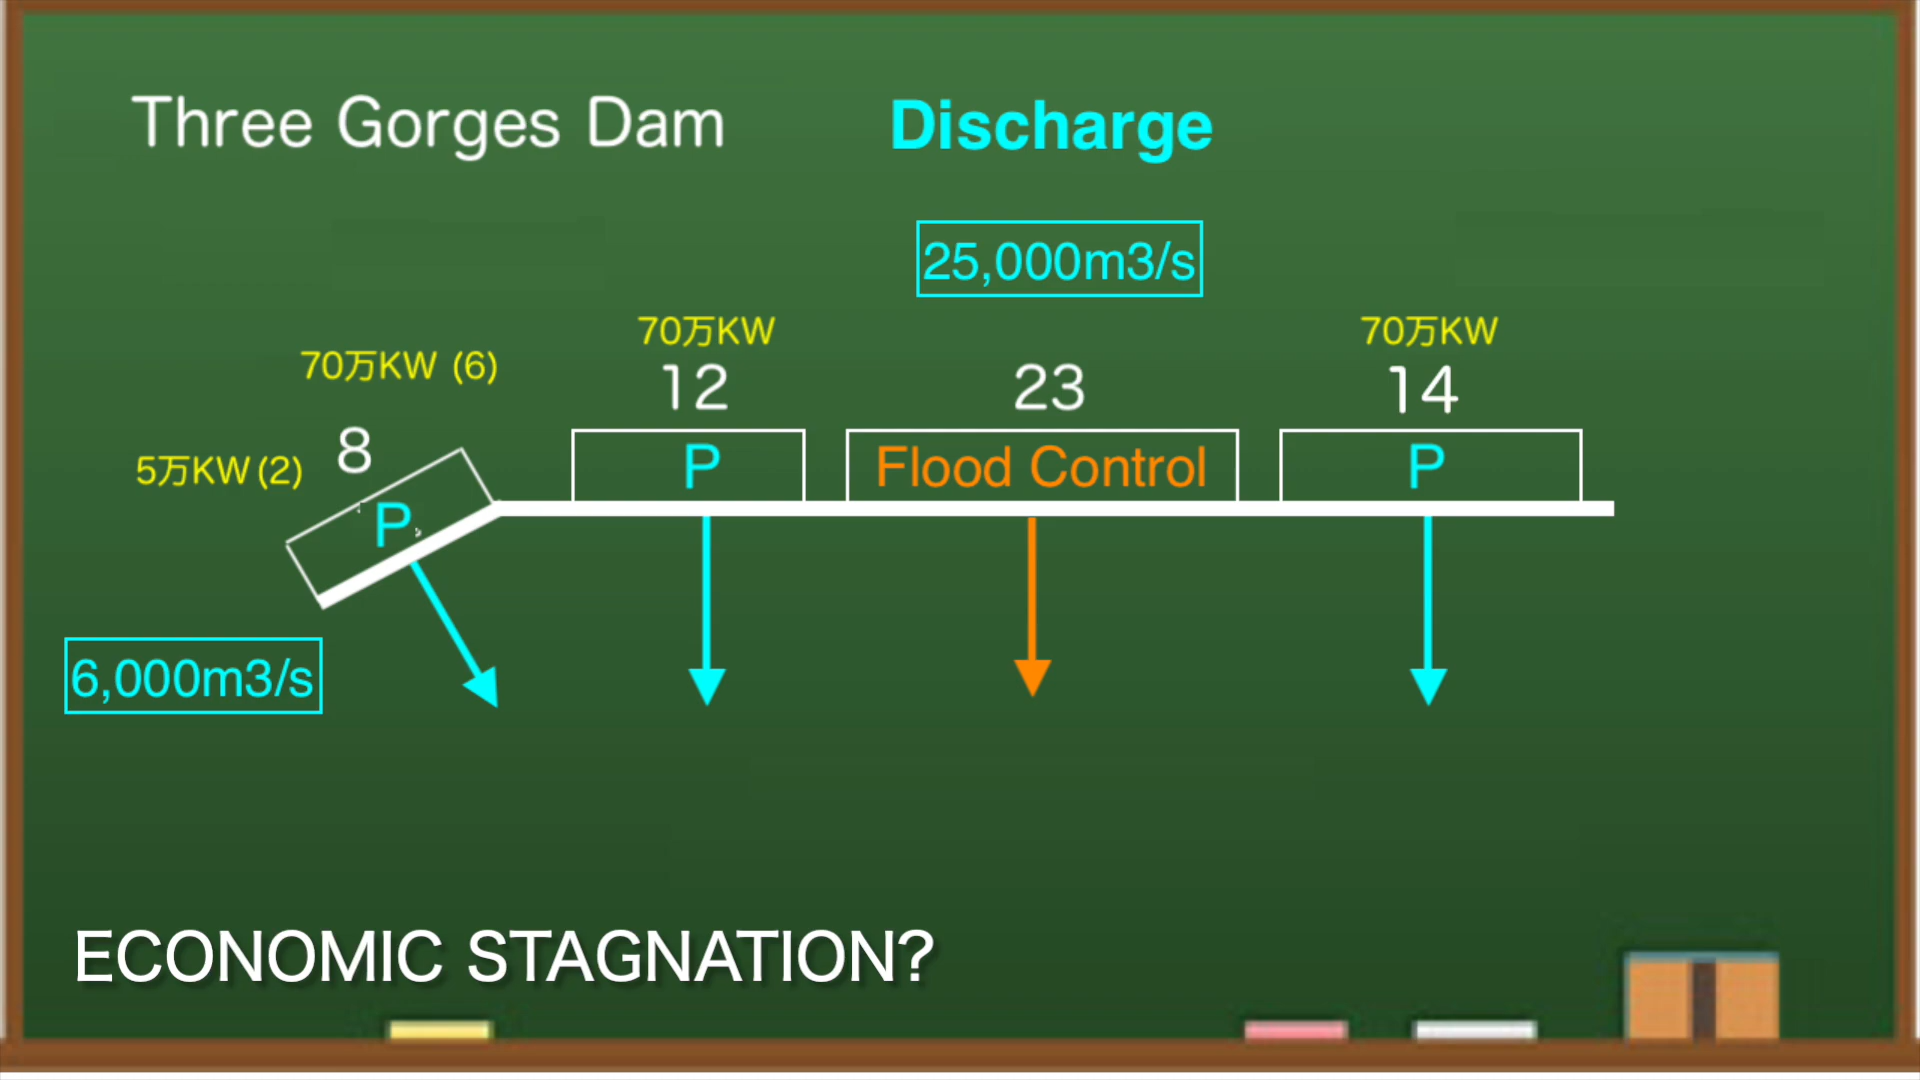 Three Gorges Dam
Discharge
25,000m3/s
70万KW
70万KW
70万KW (6)
12
23
14
8
5万KW (2)
P
Flood Control
P
P
6,000m3/s
ECONOMIC STAGNATION?